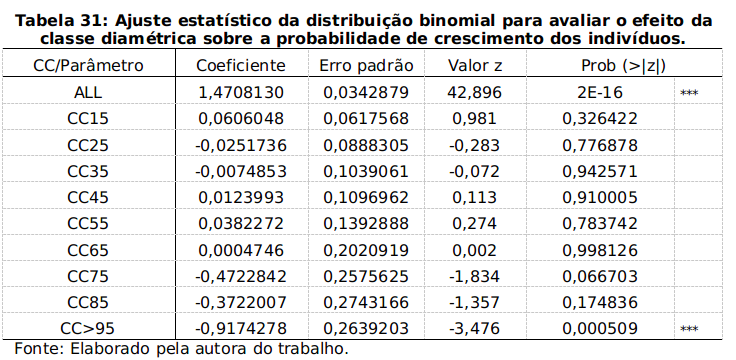 Tabela 31: Ajuste estatístico da distribuição binomial para avaliar o efeito da
classe diamétrica sobre a probabilidade de crescimento dos indivíduos.
CC/Parâmetro Coeficiente Erro padrão Valor z Prob (>|z|)
ALL 1,4708130 0,0342879 42,896 2E-16 ***
CC15 0,0606048 0,0617568 0,981 0,326422
CC25 -0,0251736 0,0888305 -0,283 0,776878
CC35 -0,0074853 0,1039061 -0,072 0,942571
CC45 0,0123993 0,1096962 0,113 0,910005
CC55 0,0382272 0,1392888 0,274 0,783742
CC65 0,0004746 0,2020919 0,002 0,998126
CC75 -0,4722842 0,2575625 -1,834 0,066703
CC85 -0,3722007 0,2743166 -1,357 0,174836
CC>95 -0,9174278 0,2639203 -3,476 0,000509 ***
Fonte: Elaborado pela autora do trabalho.